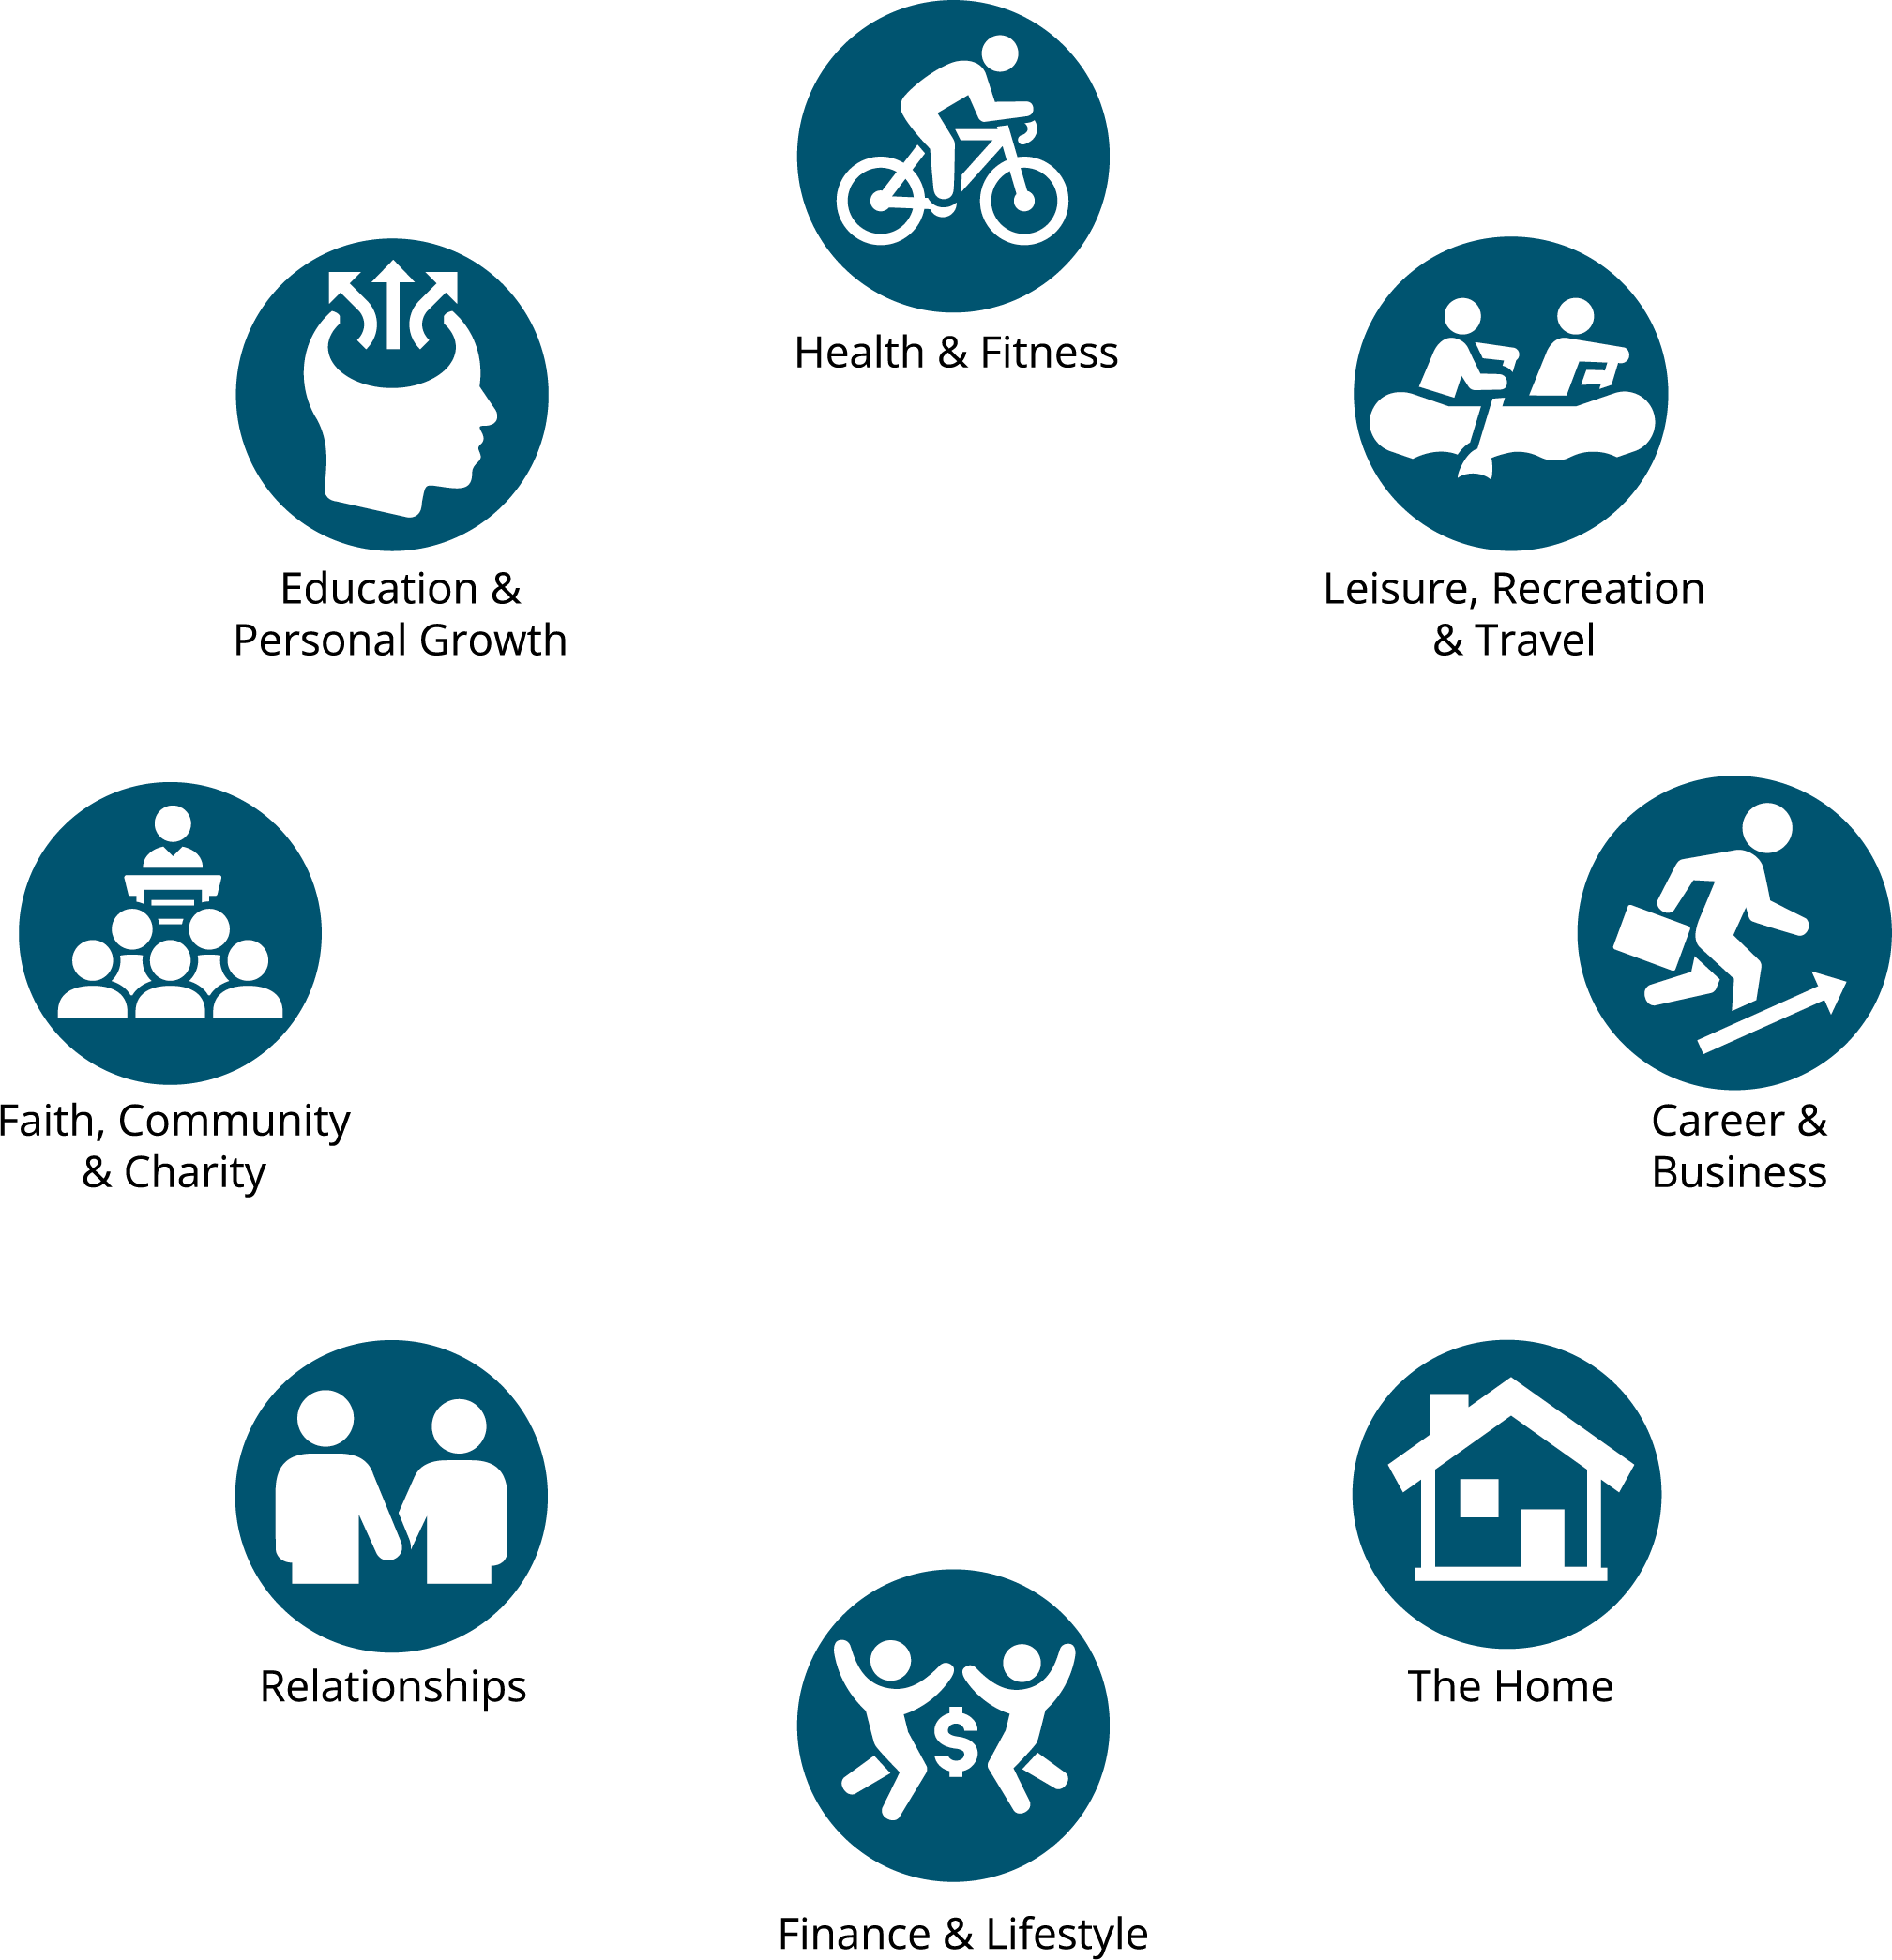 Health & Fitness
Education &
Personal Growth
Leisure, Recreation
& Travel
Faith, Community
& Charity
Career &
Business
Relationships
The Home
$
Finance & Lifestyle